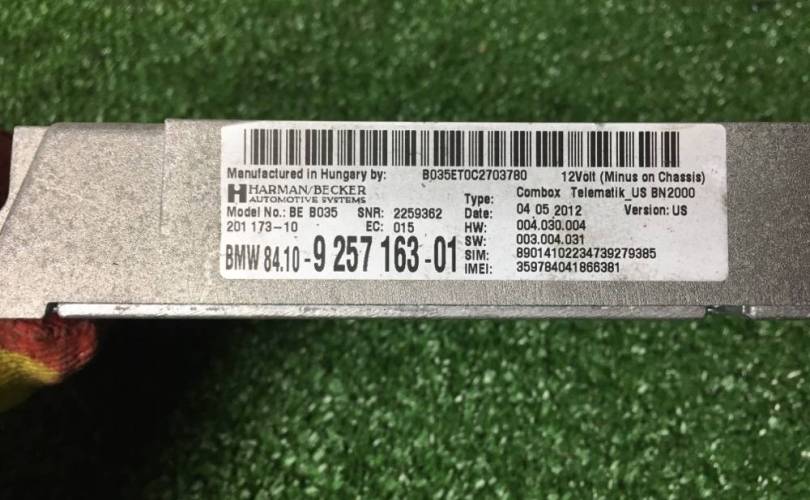 Manufactured in Hungary by: B035ET0C2703780 12Volt (Minus on Chassis)
HARMAN/BECKER
AUTOMOTIVE SYSTEMS
Type: Combox Telematik_US BN2000
Model No.: BE B035 SNR: 2259362
Date: 04 05 2012 Version: US
201 173-10 EC: 015
HW: 004.030.004
SW: 003.004.031
BMW 84.10-9 257 163-01
SIM: 89014102234739279385
IMEI: 359784041866381